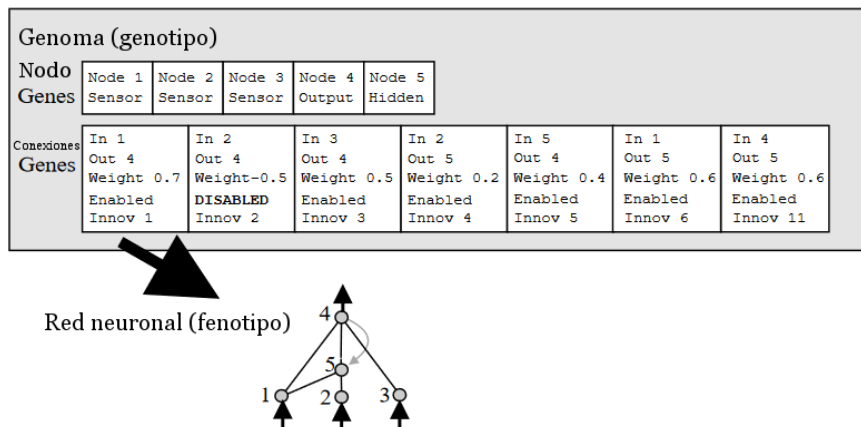 Genoma (genotipo)
Nodo
Genes
Node 1 Node 2 Node 3 Node 4 Node 5
Sensor Sensor Sensor Output Hidden
Conexiones
Genes
In 1 In 2 In 3 In 2 In 5 In 1 In 4
Out 4 Out 4 Out 4 Out 5 Out 4 Out 5 Out 5
Weight 0.7 Weight-0.5 Weight 0.5 Weight 0.2 Weight 0.4 Weight 0.6 Weight 0.6
Enabled DISABLED Enabled Enabled Enabled Enabled Enabled
Innov 1 Innov 2 Innov 3 Innov 4 Innov 5 Innov 6 Innov 11
Red neuronal (fenotipo)
4
5
1 2 3